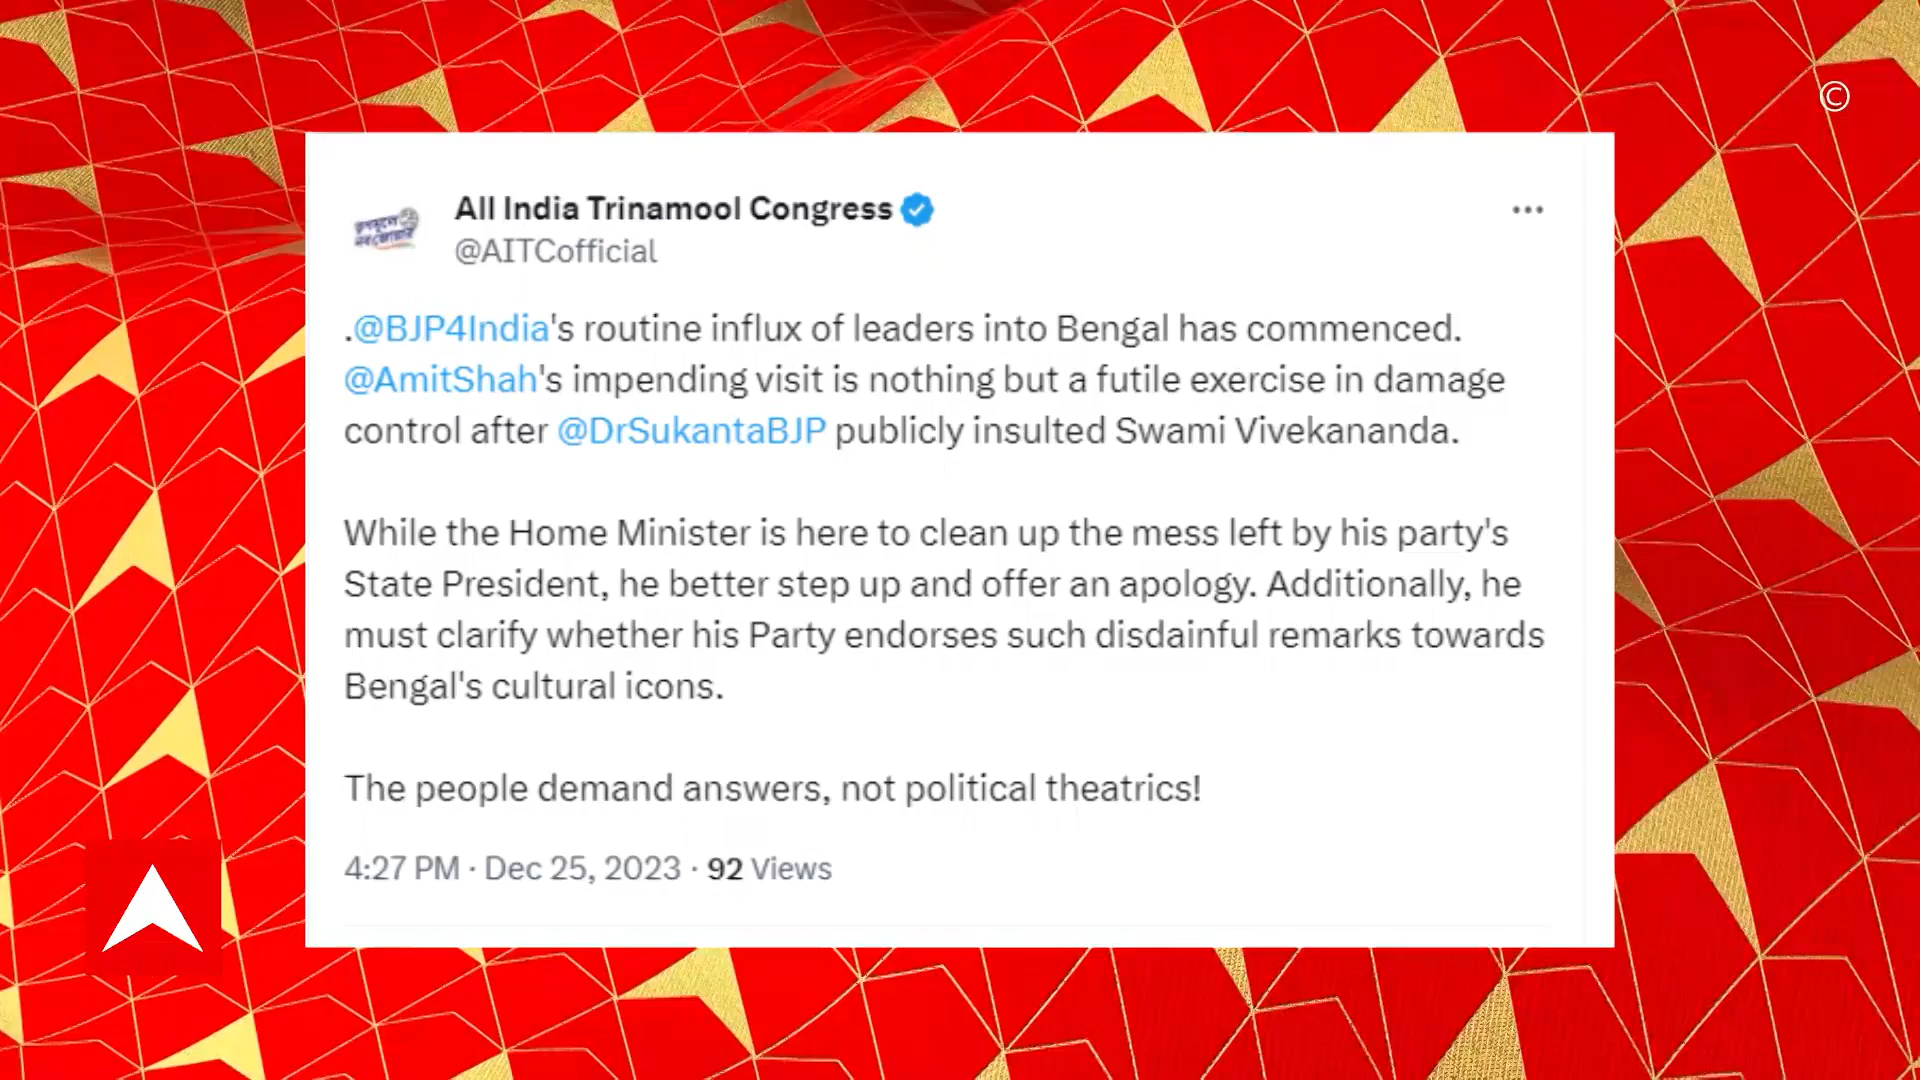 ©
All India Trinamool Congress
@AITCofficial
.@BJP4India's routine influx of leaders into Bengal has commenced.
@AmitShah's impending visit is nothing but a futile exercise in damage
control after @DrSukantaBJP publicly insulted Swami Vivekananda.
While the Home Minister is here to clean up the mess left by his party's
State President, he better step up and offer an apology. Additionally, he
must clarify whether his Party endorses such disdainful remarks towards
Bengal's cultural icons.
The people demand answers, not political theatrics!
4:27 PM · Dec 25, 2023 · 92 Views